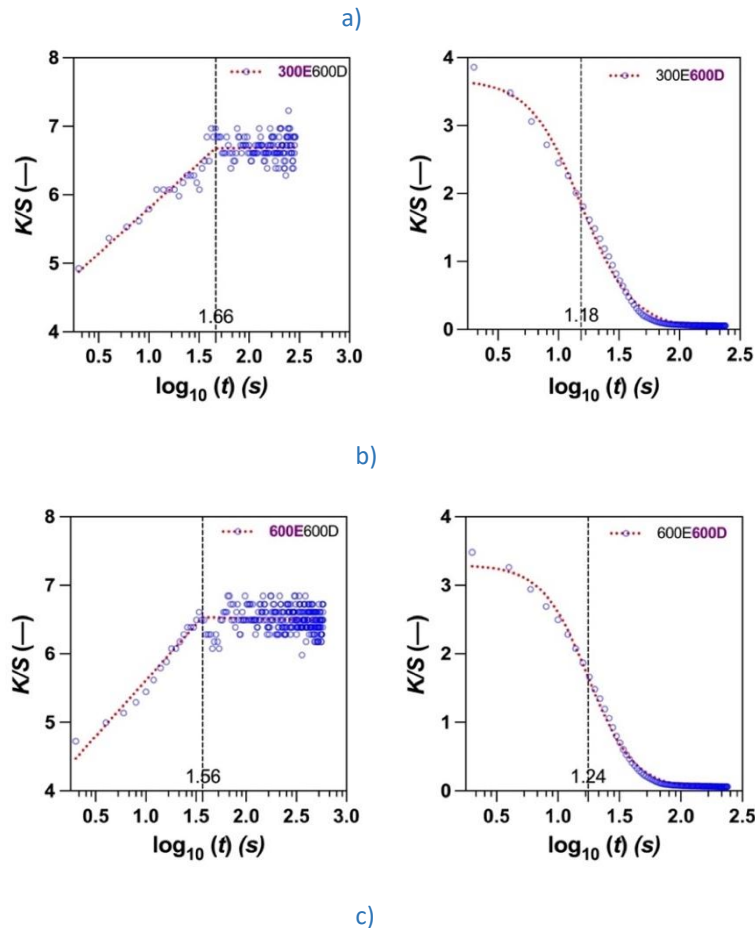 a)
8
7
6
5
4
K/S (—)
300E600D
1.66
0.5 1.0 1.5 2.0 2.5 3.0
log10 (t) (s)
4
3
2
1
0
K/S (—)
300E600D
1.18
0.5 1.0 1.5 2.0 2.5
log10 (t) (s)
b)
8
7
6
5
4
K/S (—)
600E600D
1.56
0.5 1.0 1.5 2.0 2.5 3.0
log10 (t) (s)
4
3
2
1
0
K/S (—)
600E600D
1.24
0.5 1.0 1.5 2.0 2.5
log10 (t) (s)
c)